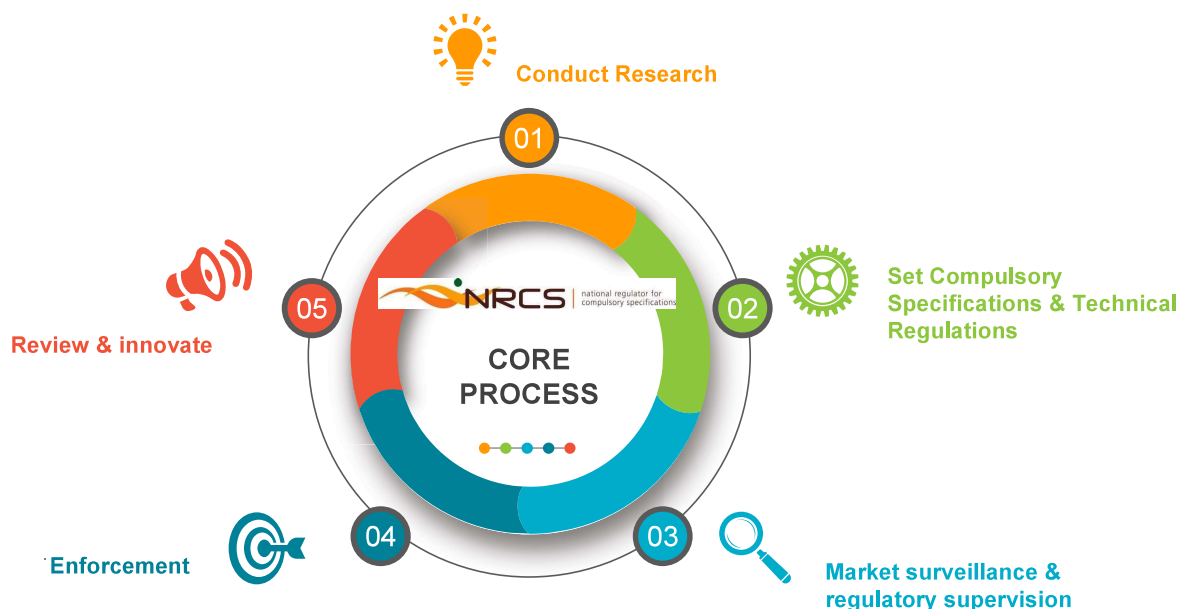 Conduct Research
01
02
Set Compulsory
Specifications & Technical
Regulations
05
Review & innovate
NRCS
national regulator for
compulsory specifications
CORE
PROCESS
04
Enforcement
03
Market surveillance &
regulatory supervision